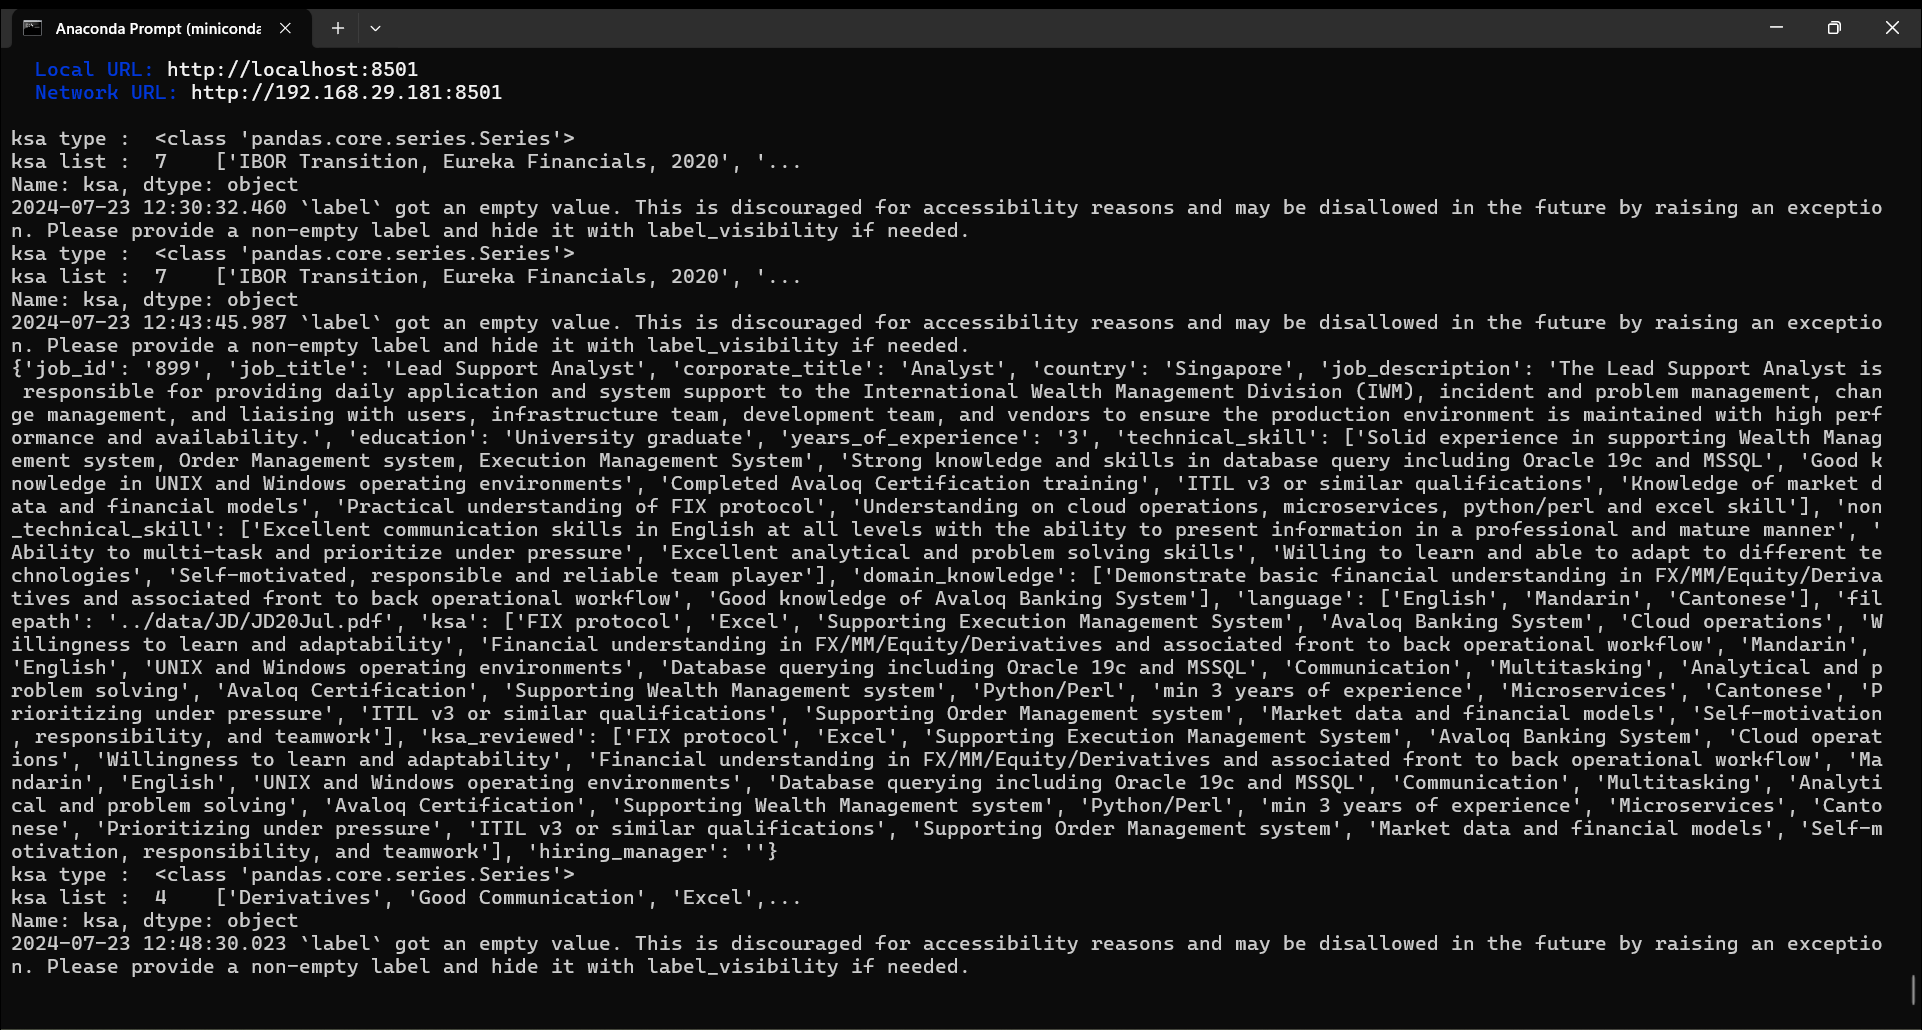 Anaconda Prompt (miniconda
Local URL: http://localhost:8501
Network URL: http://192.168.29.181:8501
ksa type :  <class 'pandas.core.series.Series'>
ksa list :  7    ['IBOR Transition, Eureka Financials, 2020', '...
Name: ksa, dtype: object
2024-07-23 12:30:32.460 `label` got an empty value. This is discouraged for accessibility reasons and may be disallowed in the future by raising an exceptio
n. Please provide a non-empty label and hide it with label_visibility if needed.
ksa type :  <class 'pandas.core.series.Series'>
ksa list :  7    ['IBOR Transition, Eureka Financials, 2020', '...
Name: ksa, dtype: object
2024-07-23 12:43:45.987 `label` got an empty value. This is discouraged for accessibility reasons and may be disallowed in the future by raising an exceptio
n. Please provide a non-empty label and hide it with label_visibility if needed.
{'job_id': '899', 'job_title': 'Lead Support Analyst', 'corporate_title': 'Analyst', 'country': 'Singapore', 'job_description': 'The Lead Support Analyst is
 responsible for providing daily application and system support to the International Wealth Management Division (IWM), incident and problem management, chan
ge management, and liaising with users, infrastructure team, development team, and vendors to ensure the production environment is maintained with high perf
ormance and availability.', 'education': 'University graduate', 'years_of_experience': '3', 'technical_skill': ['Solid experience in supporting Wealth Manag
ement system, Order Management system, Execution Management System', 'Strong knowledge and skills in database query including Oracle 19c and MSSQL', 'Good k
nowledge in UNIX and Windows operating environments', 'Completed Avaloq Certification training', 'ITIL v3 or similar qualifications', 'Knowledge of market d
ata and financial models', 'Practical understanding of FIX protocol', 'Understanding on cloud operations, microservices, python/perl and excel skill'], 'non
_technical_skill': ['Excellent communication skills in English at all levels with the ability to present information in a professional and mature manner', '
Ability to multi-task and prioritize under pressure', 'Excellent analytical and problem solving skills', 'Willing to learn and able to adapt to different te
chnologies', 'Self-motivated, responsible and reliable team player'], 'domain_knowledge': ['Demonstrate basic financial understanding in FX/MM/Equity/Deriva
tives and associated front to back operational workflow', 'Good knowledge of Avaloq Banking System'], 'language': ['English', 'Mandarin', 'Cantonese'], 'fil
epath': '../data/JD/JD20Jul.pdf', 'ksa': ['FIX protocol', 'Excel', 'Supporting Execution Management System', 'Avaloq Banking System', 'Cloud operations', 'W
illingness to learn and adaptability', 'Financial understanding in FX/MM/Equity/Derivatives and associated front to back operational workflow', 'Mandarin',
'English', 'UNIX and Windows operating environments', 'Database querying including Oracle 19c and MSSQL', 'Communication', 'Multitasking', 'Analytical and p
roblem solving', 'Avaloq Certification', 'Supporting Wealth Management system', 'Python/Perl', 'min 3 years of experience', 'Microservices', 'Cantonese', 'P
rioritizing under pressure', 'ITIL v3 or similar qualifications', 'Supporting Order Management system', 'Market data and financial models', 'Self-motivation
, responsibility, and teamwork'], 'ksa_reviewed': ['FIX protocol', 'Excel', 'Supporting Execution Management System', 'Avaloq Banking System', 'Cloud operat
ions', 'Willingness to learn and adaptability', 'Financial understanding in FX/MM/Equity/Derivatives and associated front to back operational workflow', 'Ma
ndarin', 'English', 'UNIX and Windows operating environments', 'Database querying including Oracle 19c and MSSQL', 'Communication', 'Multitasking', 'Analyti
cal and problem solving', 'Avaloq Certification', 'Supporting Wealth Management system', 'Python/Perl', 'min 3 years of experience', 'Microservices', 'Canto
nese', 'Prioritizing under pressure', 'ITIL v3 or similar qualifications', 'Supporting Order Management system', 'Market data and financial models', 'Self-m
otivation, responsibility, and teamwork'], 'hiring_manager': ''}
ksa type :  <class 'pandas.core.series.Series'>
ksa list :  4    ['Derivatives', 'Good Communication', 'Excel',...
Name: ksa, dtype: object
2024-07-23 12:48:30.023 `label` got an empty value. This is discouraged for accessibility reasons and may be disallowed in the future by raising an exceptio
n. Please provide a non-empty label and hide it with label_visibility if needed.